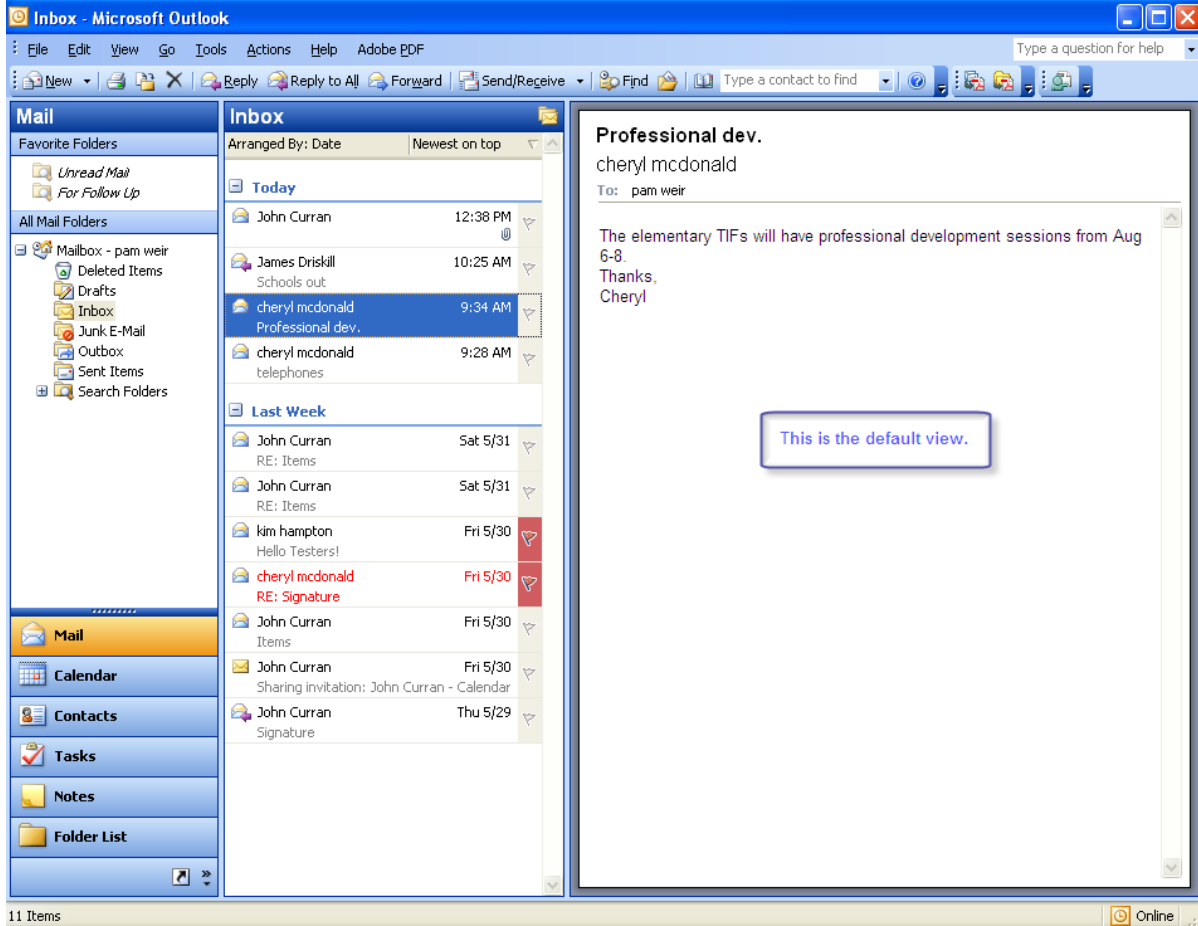 Inbox - Microsoft Outlook
File Edit View Go Tools Actions Help Adobe PDF Type a question for help
New Reply Reply to All Forward Send/Receive Find Type a contact to find
Mail
Favorite Folders
Unread Mail
For Follow Up
All Mail Folders
Mailbox - pam weir
Deleted Items
Drafts
Inbox
Junk E-Mail
Outbox
Sent Items
Search Folders
Mail
Calendar
Contacts
Tasks
Notes
Folder List
Inbox
Arranged By: Date Newest on top
Today
John Curran 12:38 PM
James Driskill 10:25 AM
Schools out
cheryl mcdonald 9:34 AM
Professional dev.
cheryl mcdonald 9:28 AM
telephones
Last Week
John Curran Sat 5/31
RE: Items
John Curran Sat 5/31
RE: Items
kim hampton Fri 5/30
Hello Testers!
cheryl mcdonald Fri 5/30
RE: Signature
John Curran Fri 5/30
Items
John Curran Fri 5/30
Sharing invitation: John Curran - Calendar
John Curran Thu 5/29
Signature
Professional dev.
cheryl mcdonald
To: pam weir
The elementary TIFs will have professional development sessions from Aug
6-8.
Thanks,
Cheryl
This is the default view.
11 Items Online